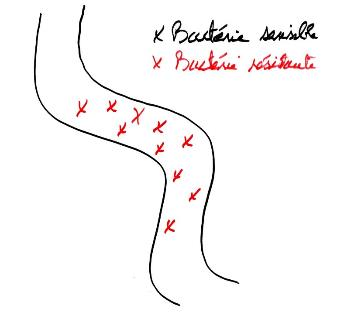 x Bactérie sensible
x Bactérie résistante